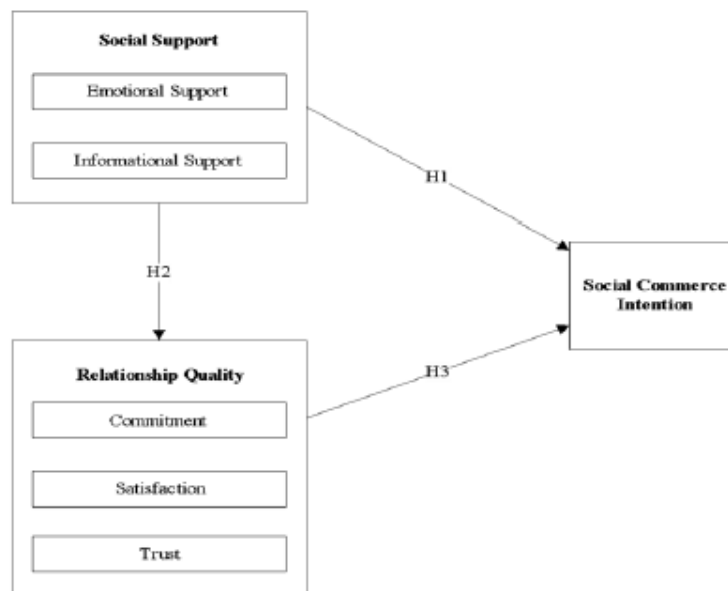 Social Support
Emotional Support
Informational Support
H1
H2
Social Commerce
Intention
Relationship Quality
H3
Commitment
Satisfaction
Trust